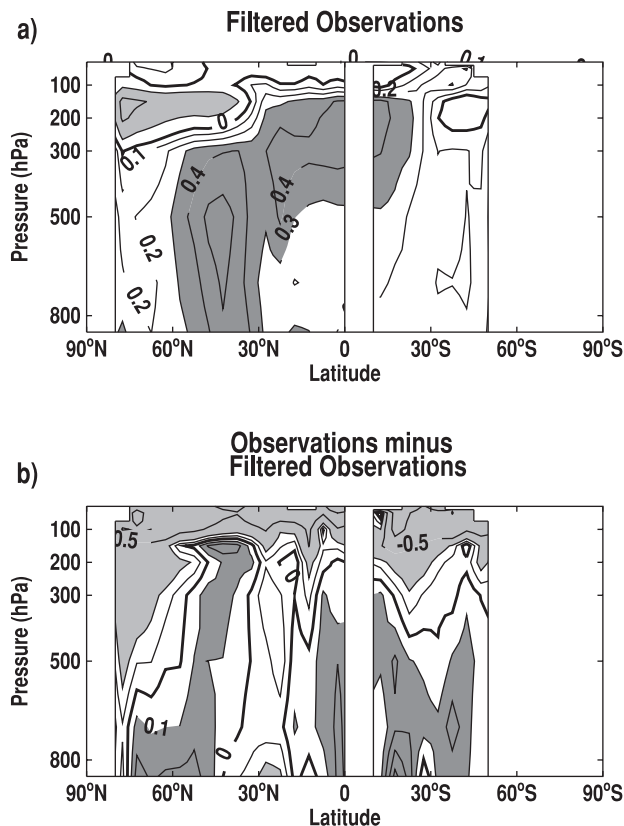 a)
Filtered Observations
0
0
0.1
100
200
300
500
800
Pressure (hPa)
0.2
0
0.1
0.4
0.4
0.3
0.2
0.2
90°N
60°N
30°N
0
30°S
60°S
90°S
Latitude
b)
Observations minus
Filtered Observations
100
200
300
500
800
Pressure (hPa)
0.5
-0.5
0.1
0
90°N
60°N
30°N
0
30°S
60°S
90°S
Latitude